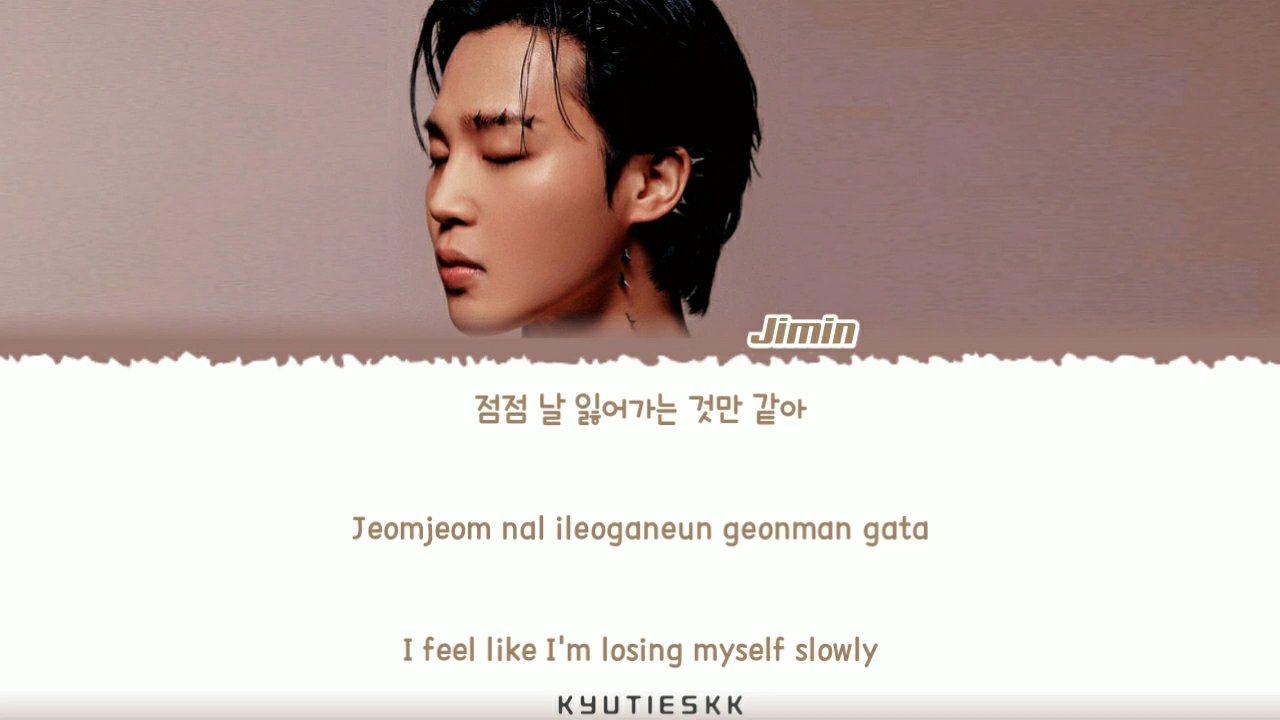 Jimin
점점 날 잃어가는 것만 같아
Jeomjeom nal ileoganeun geonman gata
I feel like I'm losing myself slowly
KYUTIESKK